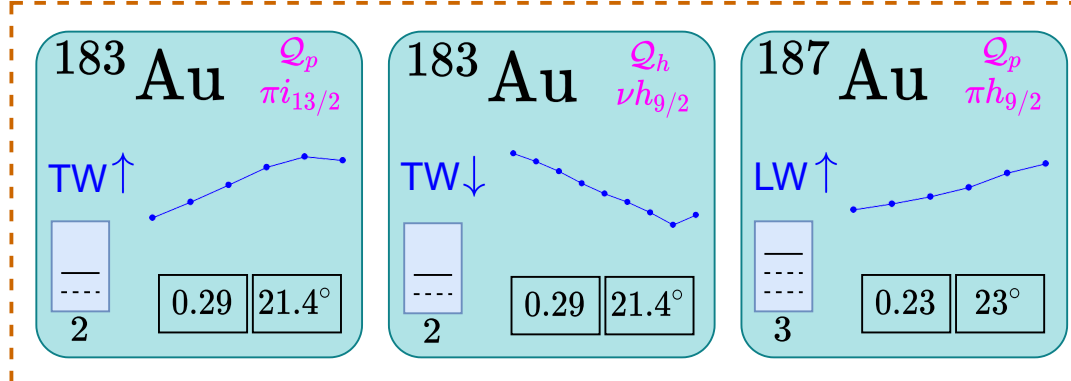 183Au 𝒬p
πi13/2
TW↑
2
0.29 21.4°
183Au 𝒬h
νh9/2
TW↓
2
0.29 21.4°
187Au 𝒬p
πh9/2
LW↑
3
0.23 23°